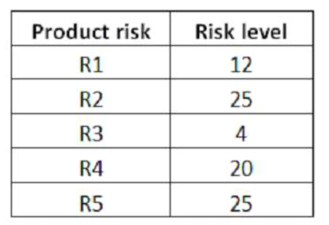 Product risk Risk level
R1 12
R2 25
R3 4
R4 20
R5 25